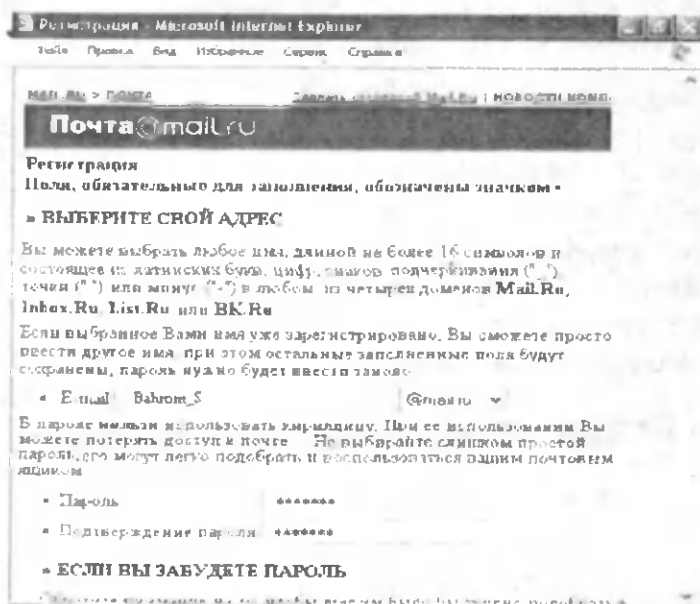 Регистрация - Microsoft Internet Explorer
Файл Правка Вид Избранное Сервис Справка
MAIL.RU > ПОЧТА Mail.Ru | НОВОСТИ
Почта@mail.ru
Регистрация
Поля, обязательные для заполнения, обозначены значком •
» ВЫБЕРИТЕ СВОЙ АДРЕС
Вы можете выбрать любое имя, длиной не более 16 символов и
состоящее из латинских букв, цифр, знаков подчеркивания ("_"),
точки (".") или минус ("-") в любом из четырех доменов Mail.Ru,
Inbox.Ru, List.Ru или BK.Ru
Если выбранное Вами имя уже зарегистрировано, Вы сможете просто
ввести другое имя, при этом остальные заполненные поля будут
сохранены, пароль нужно будет ввести заново
• E-mail Bahrom_S @mail.ru
В пароле нельзя использовать кириллицу. При ее использовании Вы
можете потерять доступ к почте Не выбирайте слишком простой
пароль, его могут легко подобрать и воспользоваться вашим почтовым
ящиком
• Пароль *******
• Подтверждение пароля *******
» ЕСЛИ ВЫ ЗАБУДЕТЕ ПАРОЛЬ